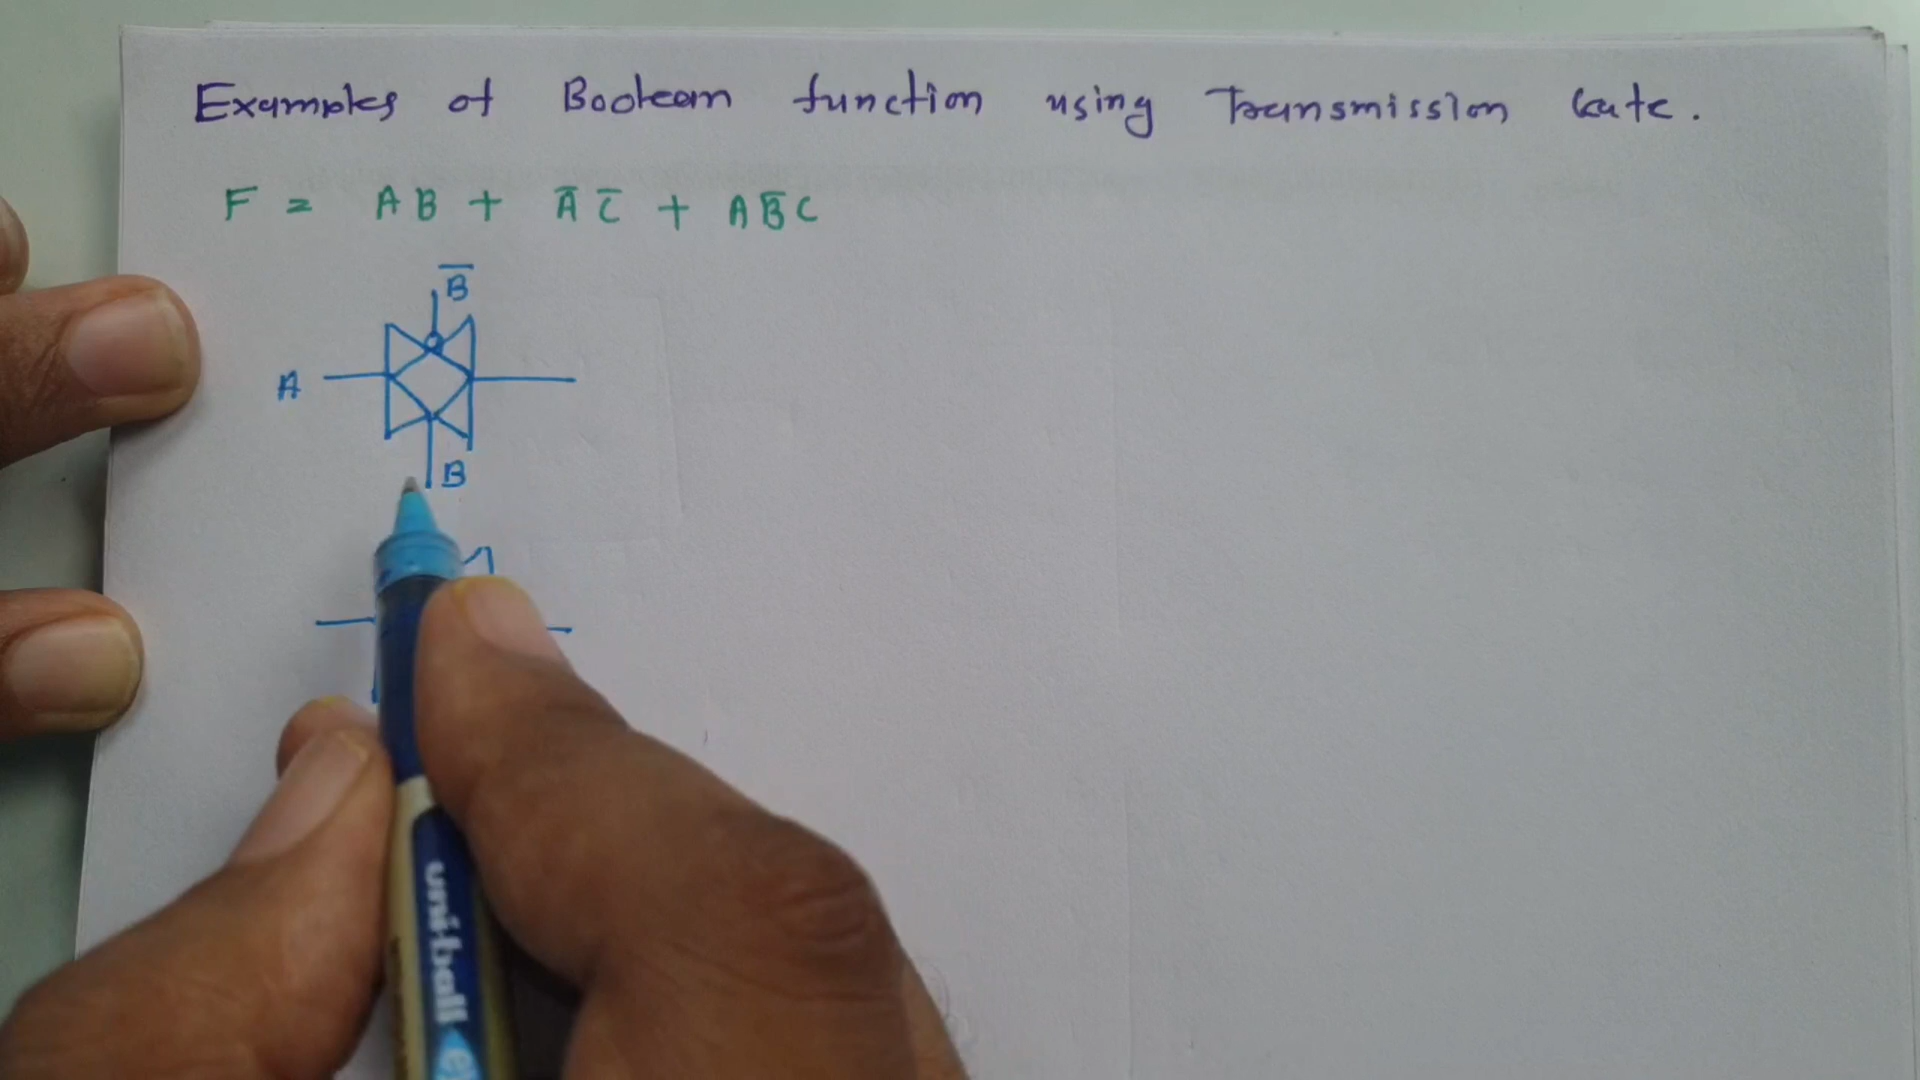 Examples of Boolean function using Transmission Gate.
F = AB + A̅ C̅ + AB̅C
B̅
A
B
uni-ball